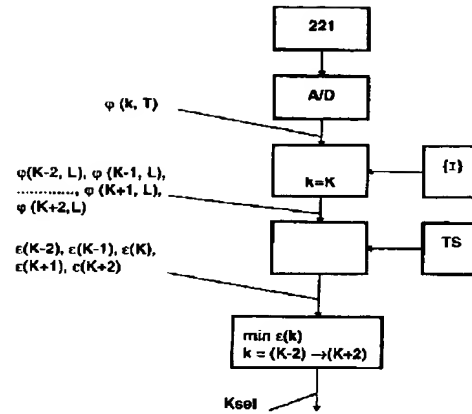 221
A/D
φ (k, T)
k=K
{I}
φ(K-2, L), φ (K-1, L),
............, φ (K+1, L),
φ (K+2,L)
TS
ε(K-2), ε(K-1), ε(K),
ε(K+1), c(K+2)
min ε(k)
k = (K-2) →(K+2)
Ksel